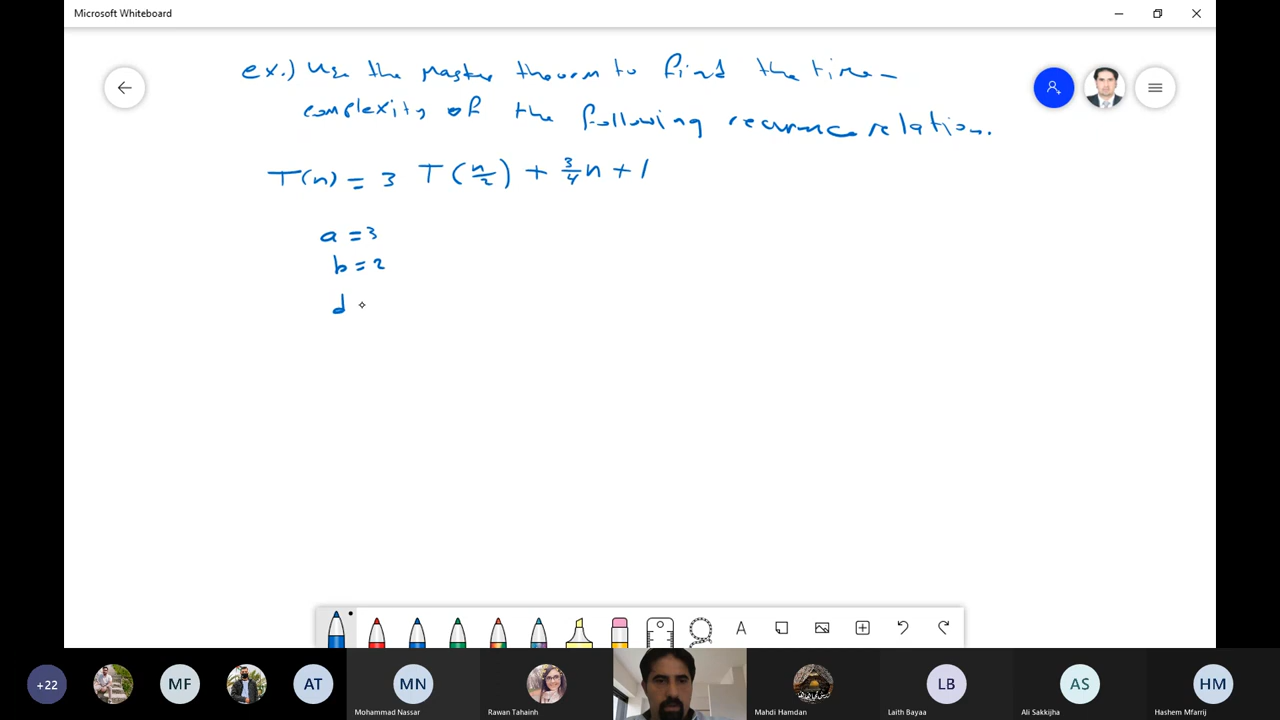 Microsoft Whiteboard
ex.) Use the Master theorem to find the time-
complexity of the following recurrence relation.
T(n) = 3 T(n/2) + 3/4 n + 1
a = 3
b = 2
d
A
+22
MF
AT
MN
LB
AS
HM
Mohammad Nassar
Rawan Tahainh
Mahdi Hamdan
Laith Bayaa
Ali Sakkijha
Hashem Mfarrij